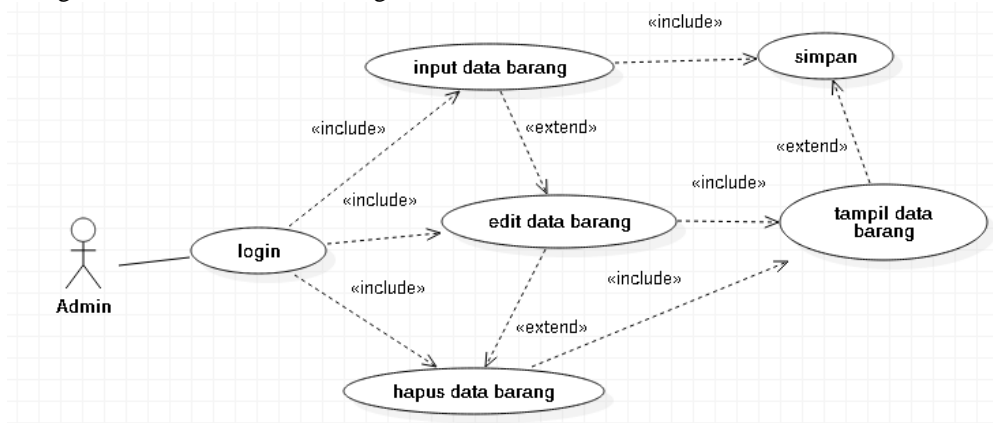 «include»
input data barang
simpan
«include»
«extend»
«extend»
«include»
«include»
edit data barang
tampil data
barang
login
Admin
«include»
«include»
«extend»
hapus data barang